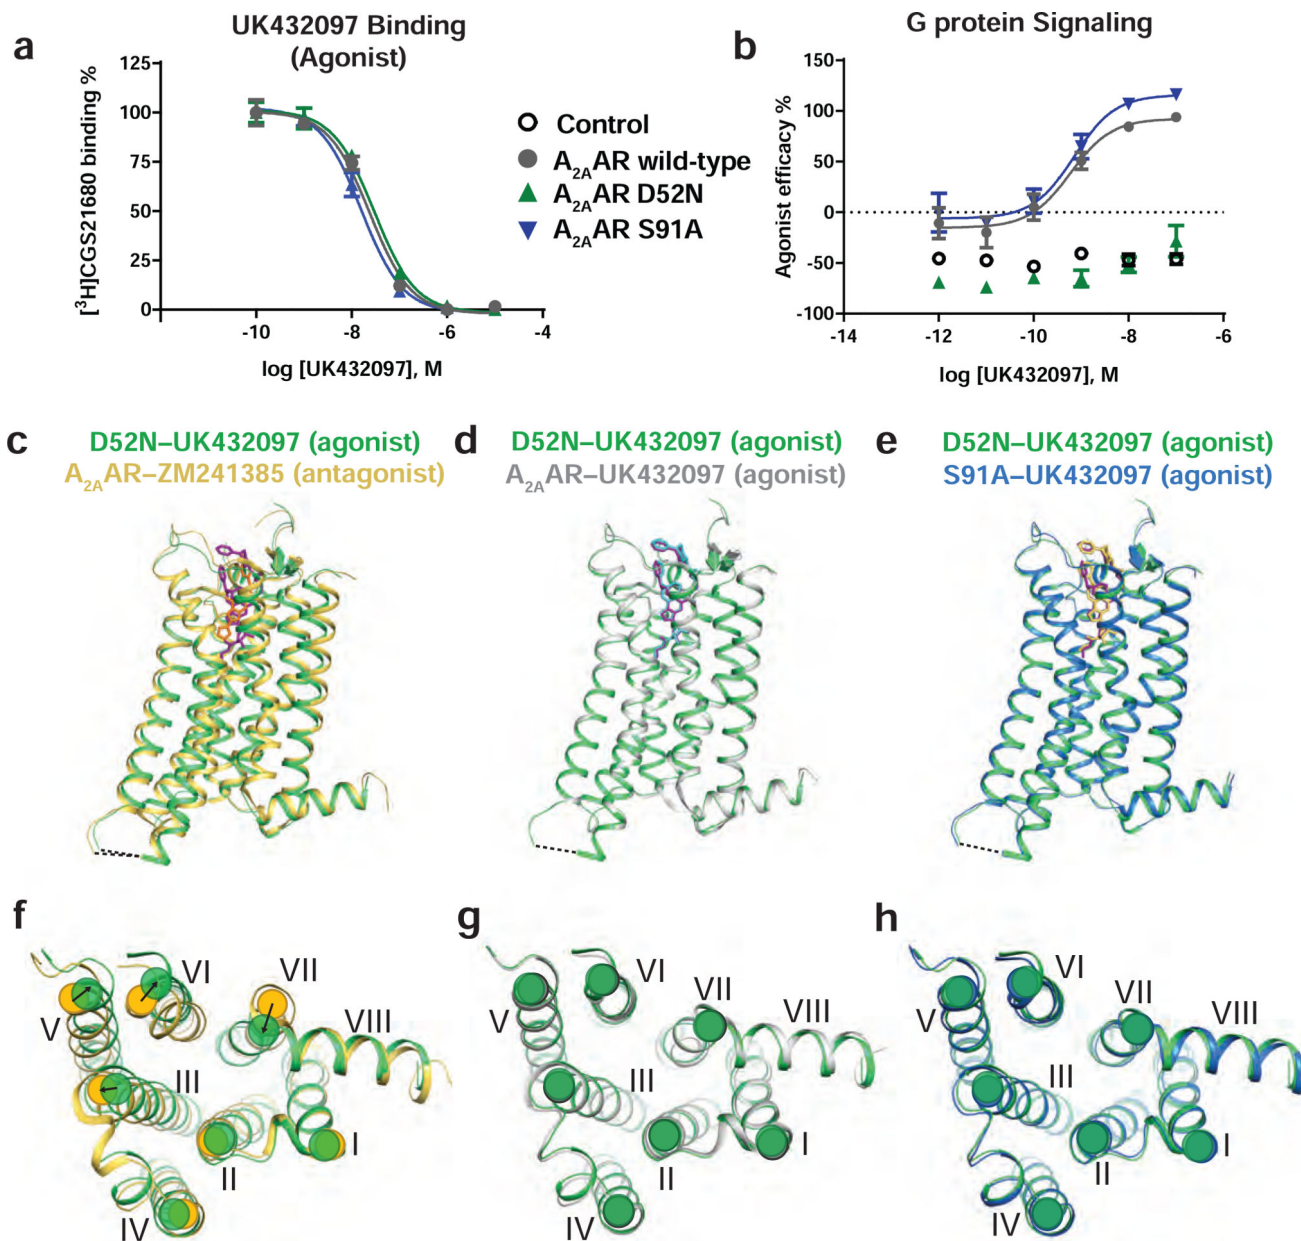 a
UK432097 Binding
(Agonist)
[³H]CGS21680 binding %
125
100
75
50
25
0
-10
-8
-6
-4
log [UK432097], M
Control
A₂ₐAR wild-type
A₂ₐAR D52N
A₂ₐAR S91A
b
G protein Signaling
Agonist efficacy %
150
100
50
0
-50
-100
-14
-12
-10
-8
-6
log [UK432097], M
c
D52N–UK432097 (agonist)
A₂ₐAR–ZM241385 (antagonist)
d
D52N–UK432097 (agonist)
A₂ₐAR–UK432097 (agonist)
e
D52N–UK432097 (agonist)
S91A–UK432097 (agonist)
f
VI
VII
V
VIII
III
I
II
IV
g
VI
VII
V
VIII
III
I
II
IV
h
VI
VII
V
VIII
III
I
II
IV